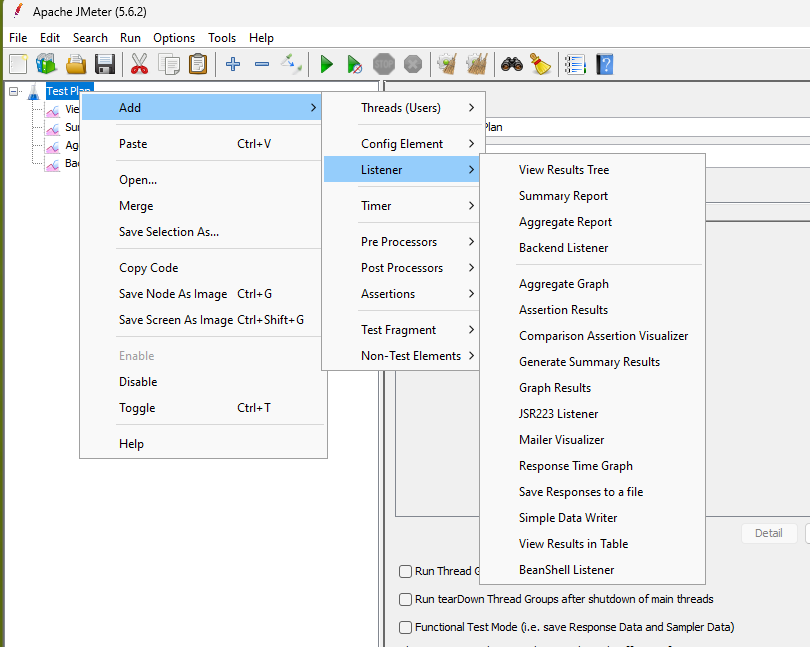 Apache JMeter (5.6.2)
File Edit Search Run Options Tools Help
STOP
?
Test Plan
Vie
Sur
Ag
Bac
Add
Paste Ctrl+V
Open...
Merge
Save Selection As...
Copy Code
Save Node As Image Ctrl+G
Save Screen As Image Ctrl+Shift+G
Enable
Disable
Toggle Ctrl+T
Help
Threads (Users)
Config Element
Listener
Timer
Pre Processors
Post Processors
Assertions
Test Fragment
Non-Test Elements
Plan
View Results Tree
Summary Report
Aggregate Report
Backend Listener
Aggregate Graph
Assertion Results
Comparison Assertion Visualizer
Generate Summary Results
Graph Results
JSR223 Listener
Mailer Visualizer
Response Time Graph
Save Responses to a file
Simple Data Writer
View Results in Table
BeanShell Listener
Detail
Run Thread G
Run tearDown Thread Groups after shutdown of main threads
Functional Test Mode (i.e. save Response Data and Sampler Data)